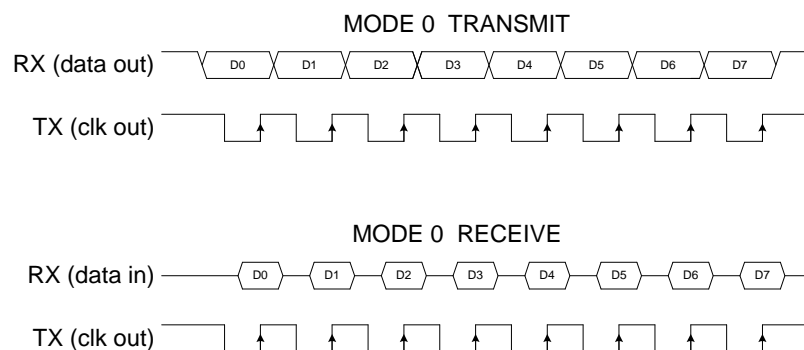 MODE 0 TRANSMIT
RX (data out) D0 D1 D2 D3 D4 D5 D6 D7
TX (clk out)
MODE 0 RECEIVE
RX (data in) D0 D1 D2 D3 D4 D5 D6 D7
TX (clk out)